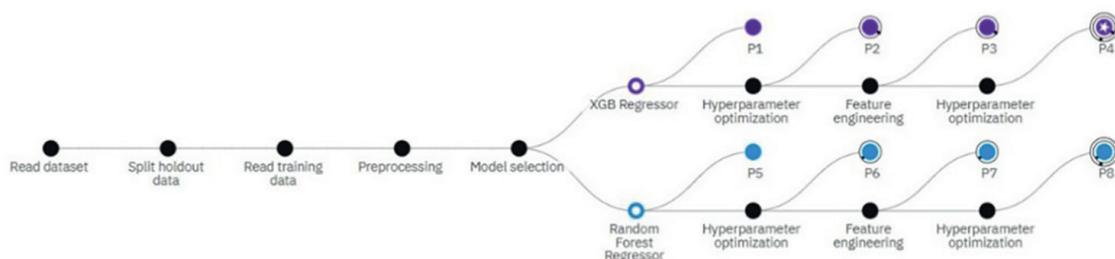 P1
P2
P3
P4
XGB Regressor
Hyperparameter
optimization
Feature
engineering
Hyperparameter
optimization
Read dataset
Split holdout
data
Read training
data
Preprocessing
Model selection
P5
P6
P7
P8
Random
Forest
Regressor
Hyperparameter
optimization
Feature
engineering
Hyperparameter
optimization